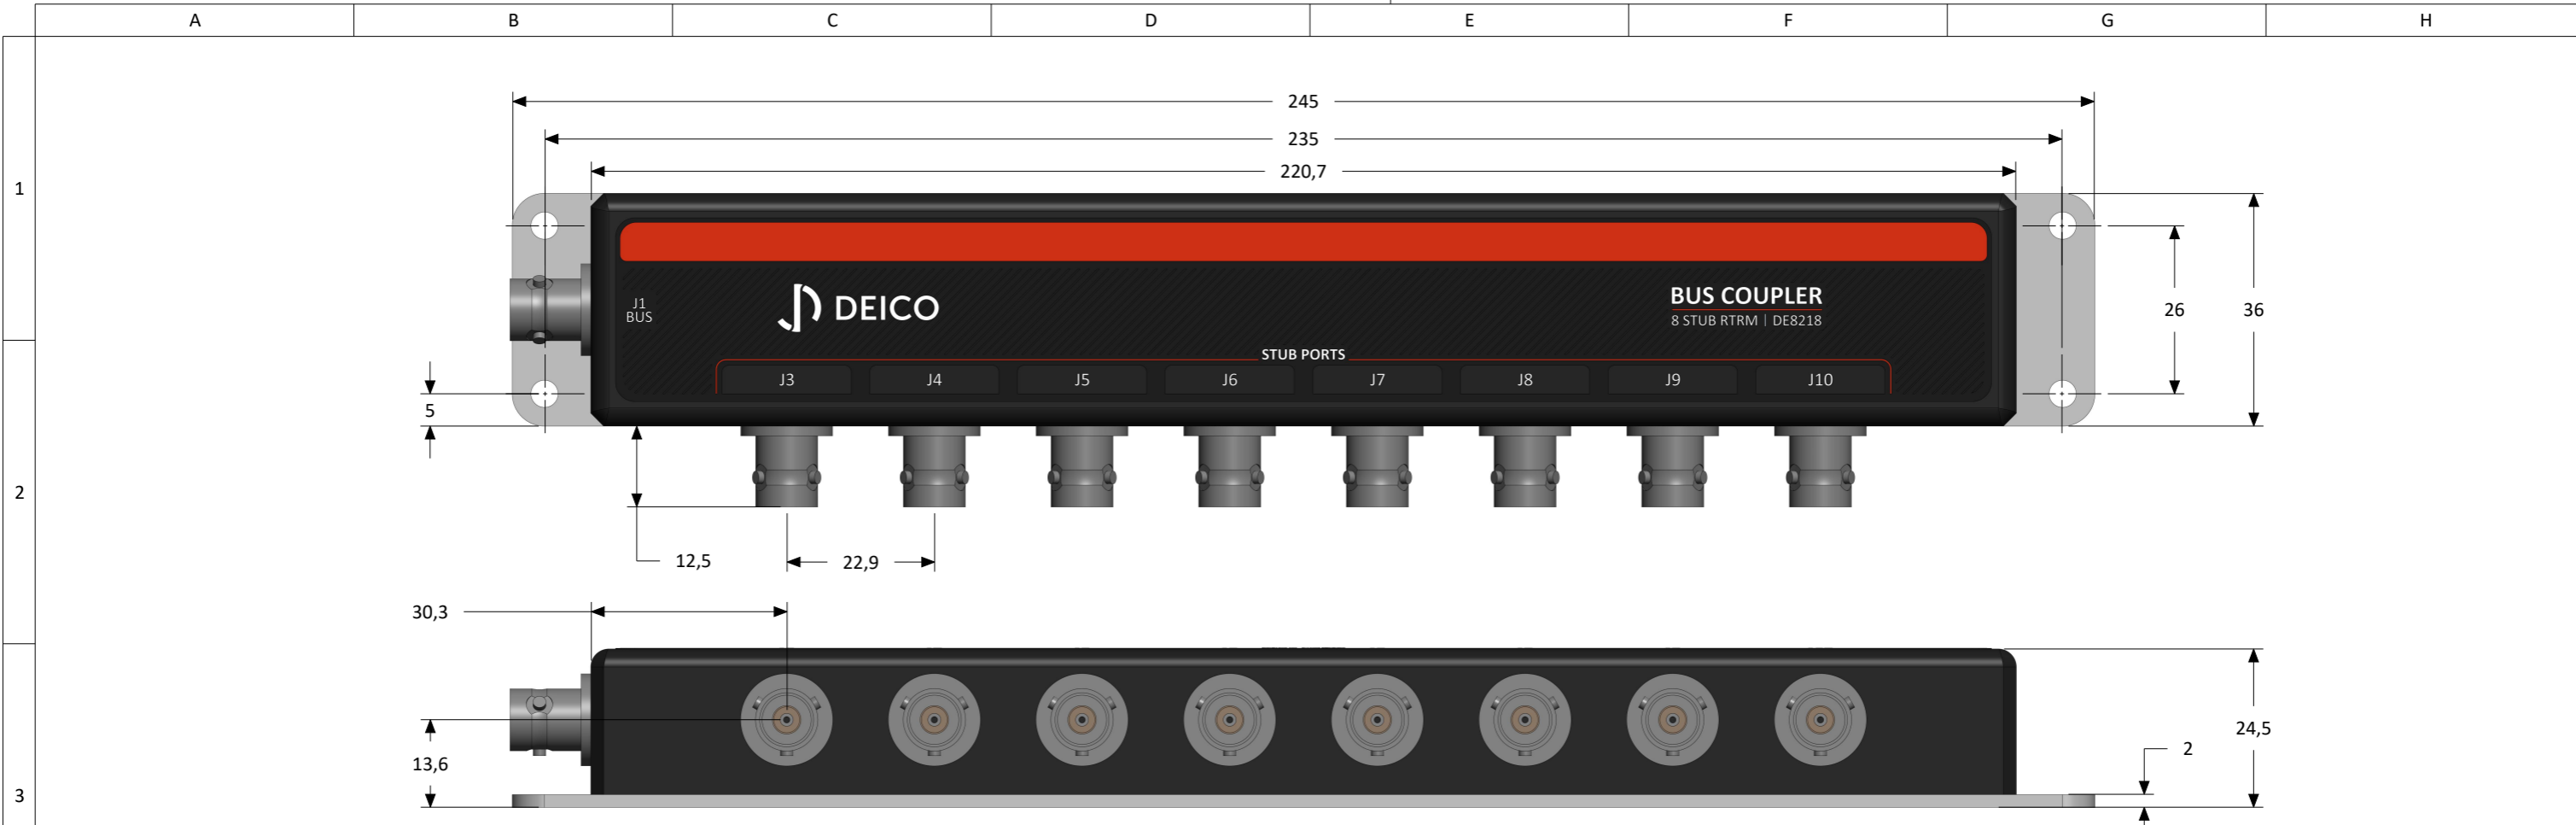 A B C D E F G H
245
235
220,7
1
J1
BUS
DEICO
BUS COUPLER
8 STUB RTRM | DE8218
26
36
STUB PORTS
J3 J4 J5 J6 J7 J8 J9 J10
5
2
12,5
22,9
30,3
24,5
2
13,6
3